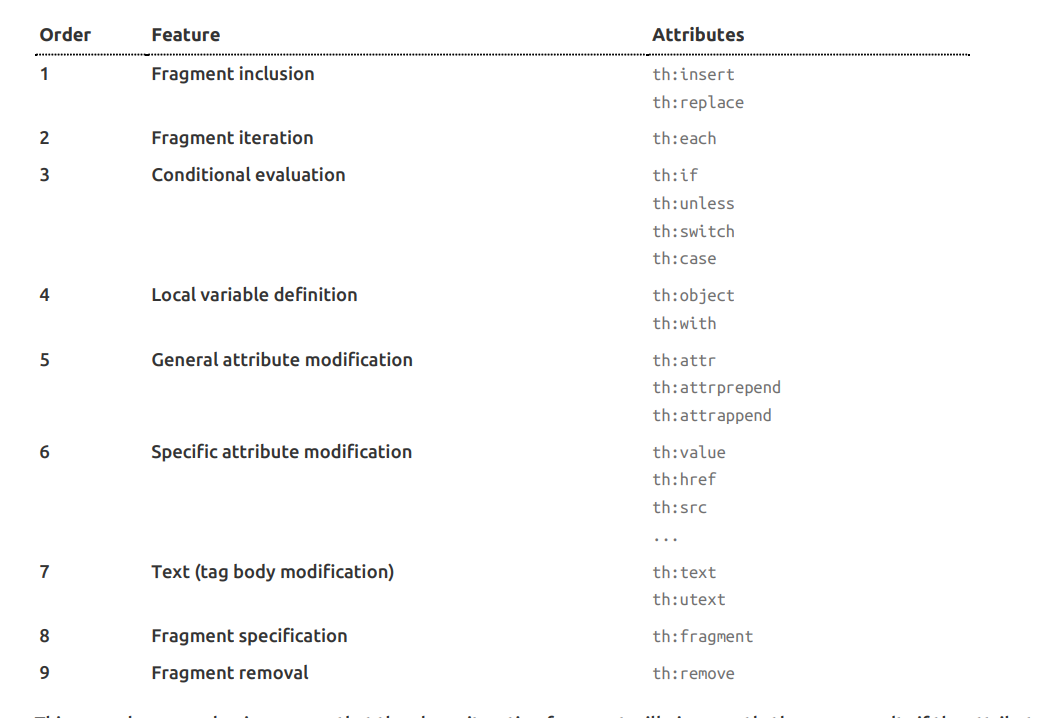 Order Feature Attributes
1 Fragment inclusion th:insert
th:replace
2 Fragment iteration th:each
3 Conditional evaluation th:if
th:unless
th:switch
th:case
4 Local variable definition th:object
th:with
5 General attribute modification th:attr
th:attrprepend
th:attrappend
6 Specific attribute modification th:value
th:href
th:src
...
7 Text (tag body modification) th:text
th:utext
8 Fragment specification th:fragment
9 Fragment removal th:remove